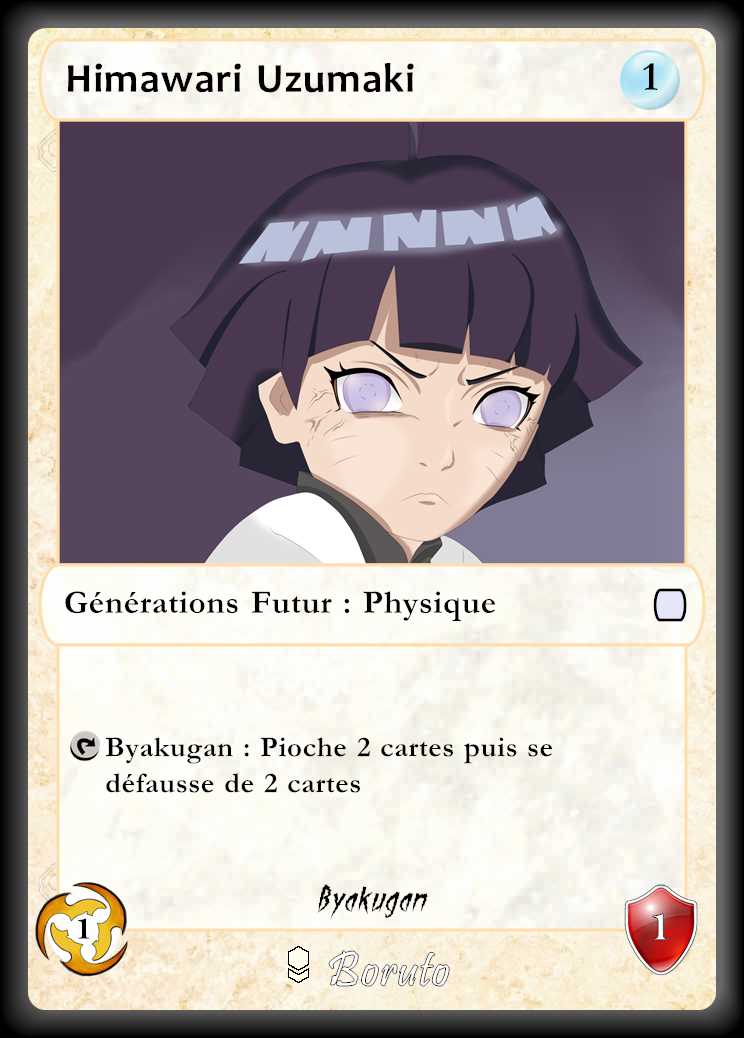 Himawari Uzumaki
1
Générations Futur : Physique
Byakugan : Pioche 2 cartes puis se
défausse de 2 cartes
Byakugan
1
1
Boruto